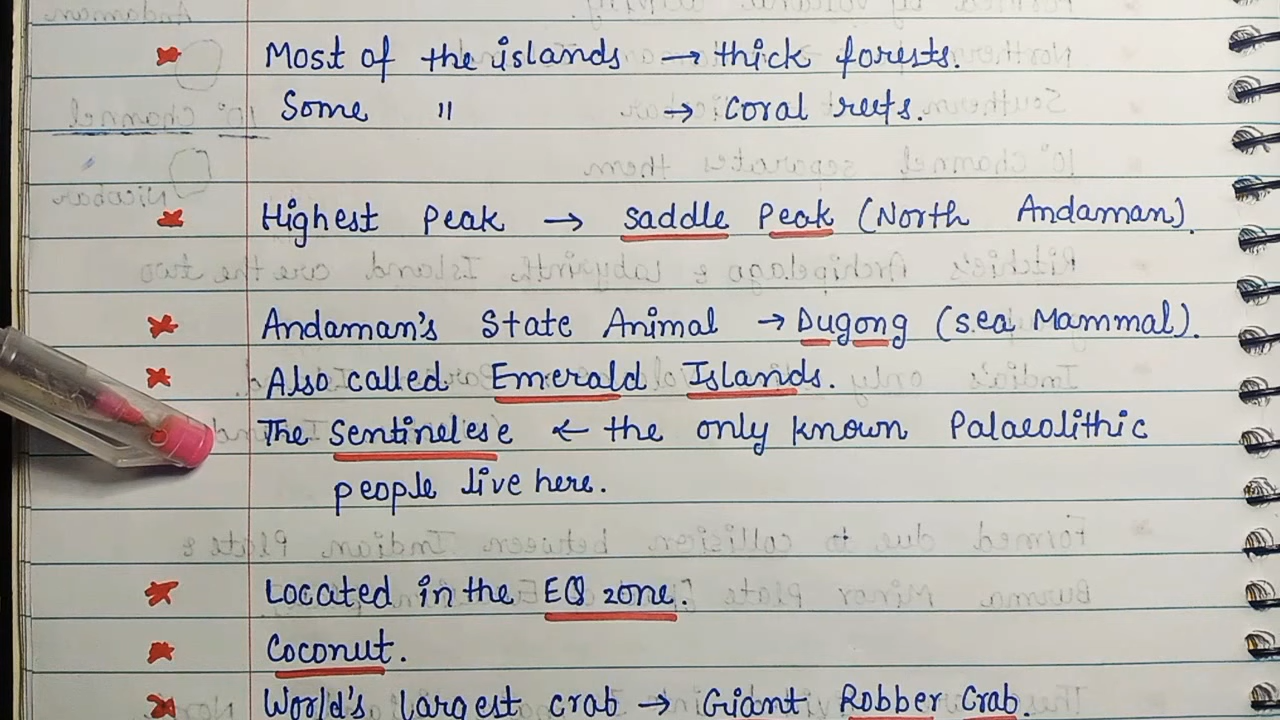 Most of the islands → thick forests.
Some " → Coral reefs.
Highest Peak → Saddle Peak (North Andaman).
Andaman's State Animal → Dugong (sea Mammal).
Also called Emerald Islands.
The Sentinelese ← the only known Palaeolithic
people live here.
Located in the EQ zone.
Coconut.
World's largest crab → Giant Robber Crab.